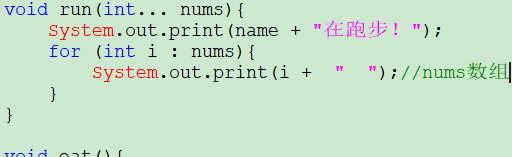 void run(int... nums){
System.out.print(name + "在跑步！");
for (int i : nums){
System.out.print(i +  "  ");//nums数组
}
}
void eat(){